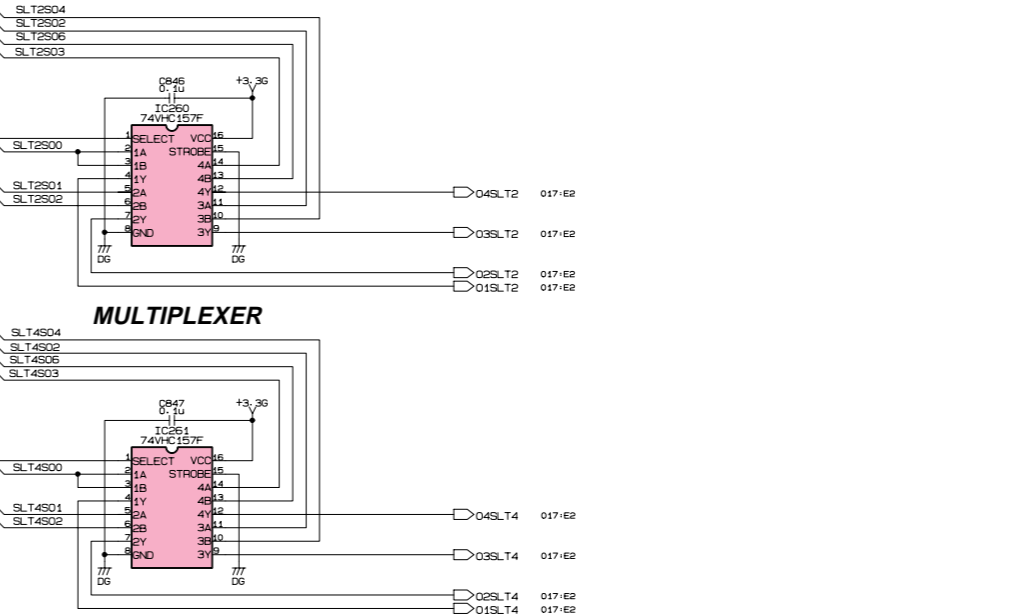 SLT2S04
SLT2S02
SLT2S06
SLT2S03
C846
0.1u
+3.3G
IC260
74VHC157F
1 SELECT VCC 16
SLT2S00
2 1A STROBE 15
3 1B 4A 14
4 1Y 4B 13
SLT2S01
5 2A 4Y 12
04SLT2 017:E2
SLT2S02
6 2B 3A 11
7 2Y 3B 10
8 GND 3Y 9
03SLT2 017:E2
DG DG
02SLT2 017:E2
01SLT2 017:E2
MULTIPLEXER
SLT4S04
SLT4S02
SLT4S06
SLT4S03
C847
0.1u
+3.3G
IC261
74VHC157F
1 SELECT VCC 16
SLT4S00
2 1A STROBE 15
3 1B 4A 14
4 1Y 4B 13
SLT4S01
5 2A 4Y 12
04SLT4 017:E2
SLT4S02
6 2B 3A 11
7 2Y 3B 10
8 GND 3Y 9
03SLT4 017:E2
DG DG
02SLT4 017:E2
01SLT4 017:E2